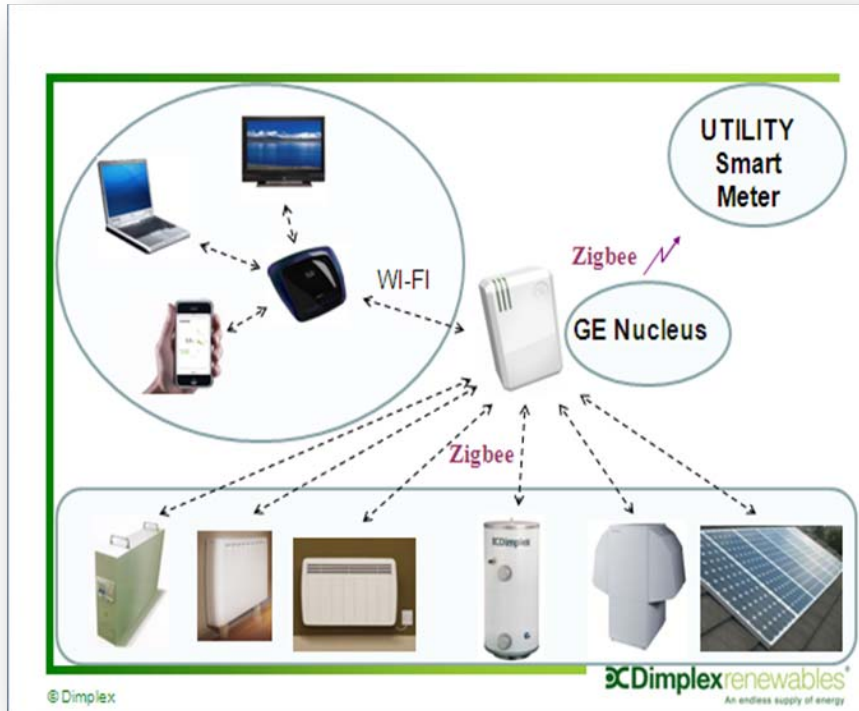 UTILITY
Smart
Meter
Zigbee
WI-FI
GE Nucleus
Zigbee
Dimplex
© Dimplex
Dimplexrenewables
An endless supply of energy